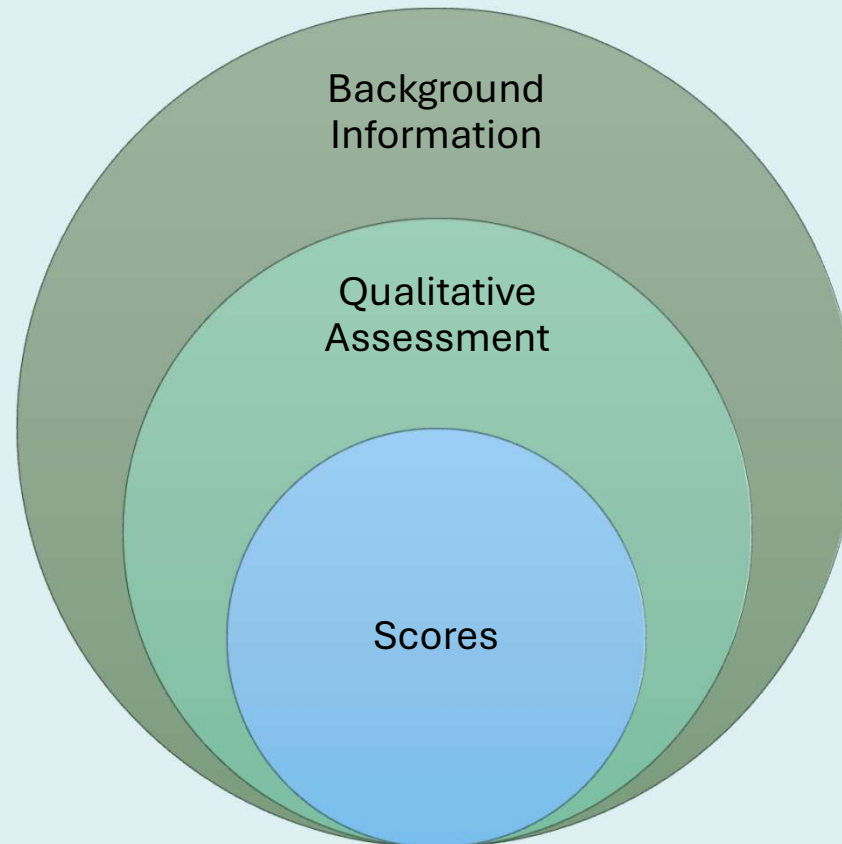 Background
Information
Qualitative
Assessment
Scores